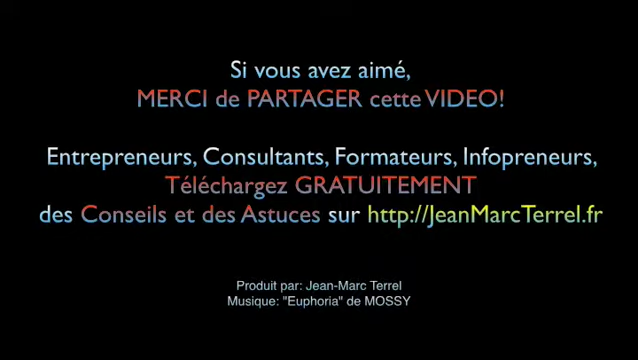 Si vous avez aimé,
MERCI de PARTAGER cette VIDEO!
Entrepreneurs, Consultants, Formateurs, Infopreneurs,
Téléchargez GRATUITEMENT
des Conseils et des Astuces sur http://JeanMarcTerrel.fr
Produit par: Jean-Marc Terrel
Musique: "Euphoria" de MOSSY